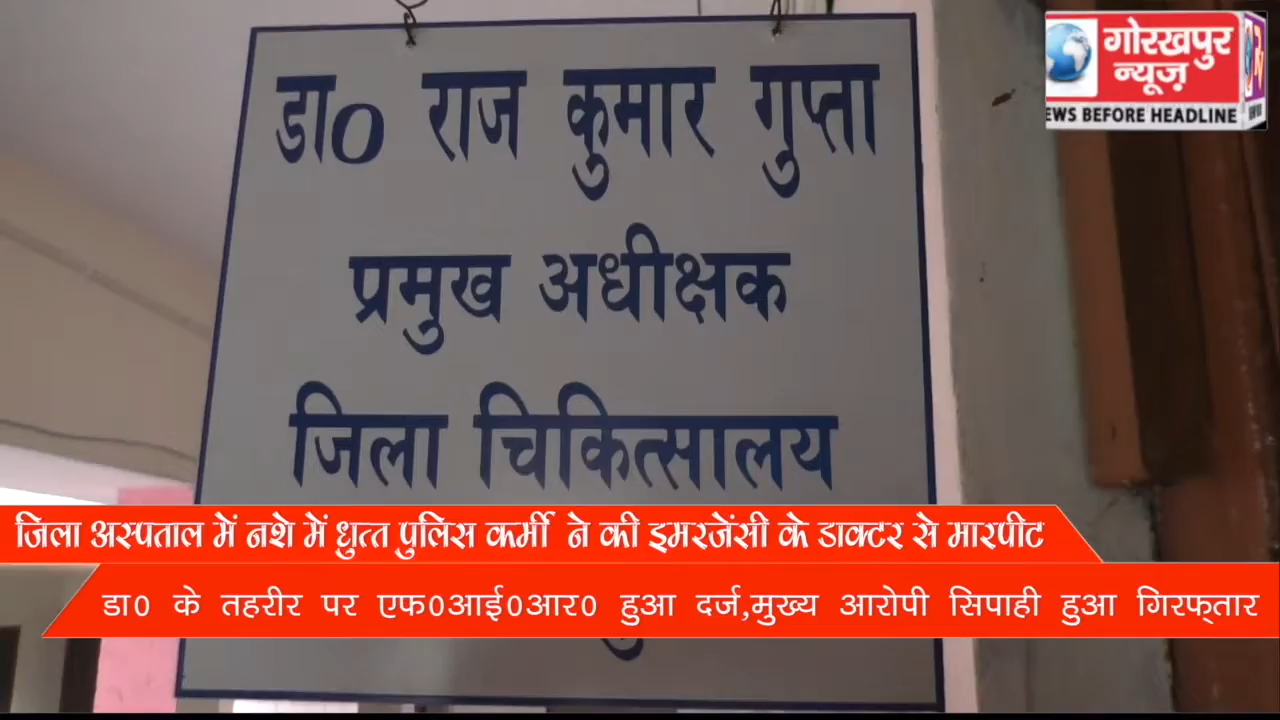 गोरखपुर
न्यूज़
EWS BEFORE HEADLINE
डा0 राज कुमार गुप्ता
प्रमुख अधीक्षक
जिला चिकित्सालय
जिला अस्पताल में नशे में धुत्त पुलिस कर्मी ने की इमरजेंसी के डाक्टर से मारपीट
डा0 के तहरीर पर एफ0आई0आर0 हुआ दर्ज,मुख्य आरोपी सिपाही हुआ गिरफ्तार